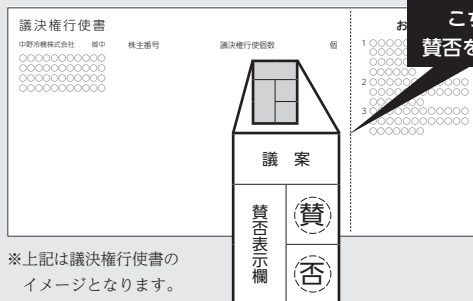 議決権行使書
中野冷機株式会社 御中 株主番号 議決権行使個数 個
○○○○○○○○○○○
○○○○○○○○○○○
○○○○○○○○○○○
○○○○○○○○○○○
お
こち
賛否を
1 ○○○○
2
3
議 案
賛否表示欄
賛
否
※上記は議決権行使書の
イメージとなります。